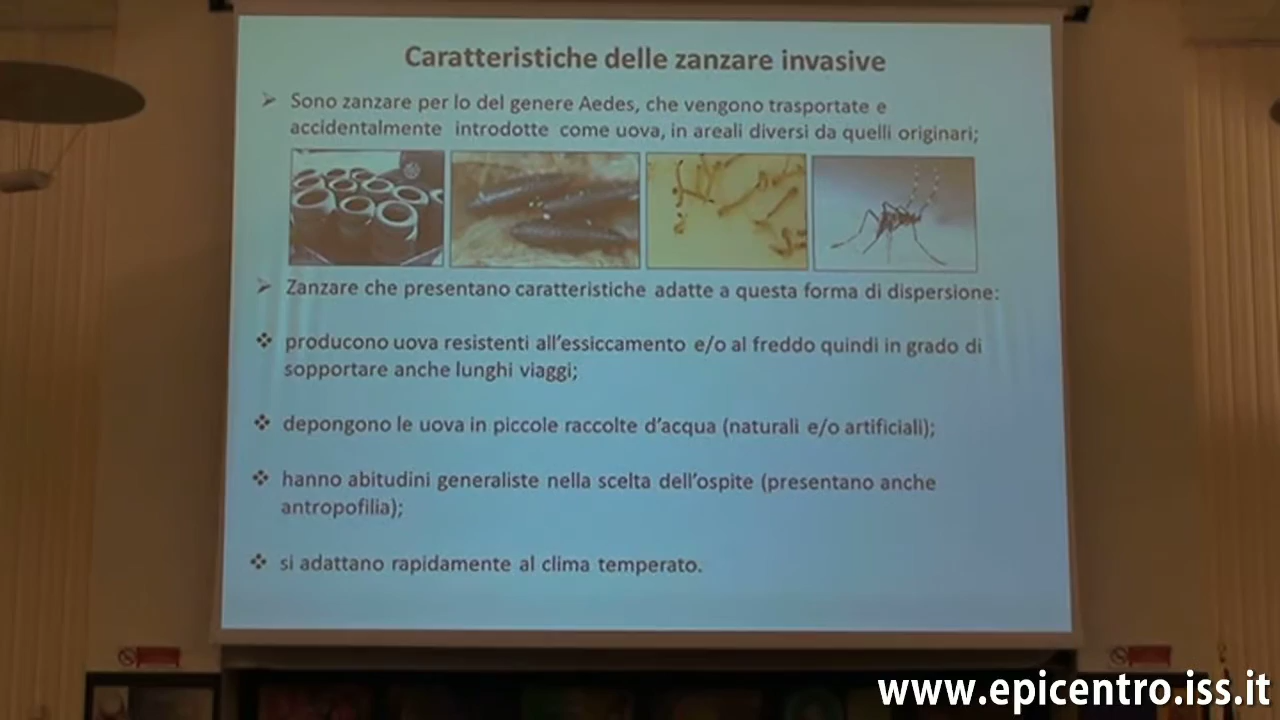 Caratteristiche delle zanzare invasive
➢ Sono zanzare per lo del genere Aedes, che vengono trasportate e
accidentalmente introdotte come uova, in areali diversi da quelli originari;
➢ Zanzare che presentano caratteristiche adatte a questa forma di dispersione:
❖ producono uova resistenti all'essiccamento e/o al freddo quindi in grado di
sopportare anche lunghi viaggi;
❖ depongono le uova in piccole raccolte d'acqua (naturali e/o artificiali);
❖ hanno abitudini generaliste nella scelta dell'ospite (presentano anche
antropofilia);
❖ si adattano rapidamente al clima temperato.
www.epicentro.iss.it